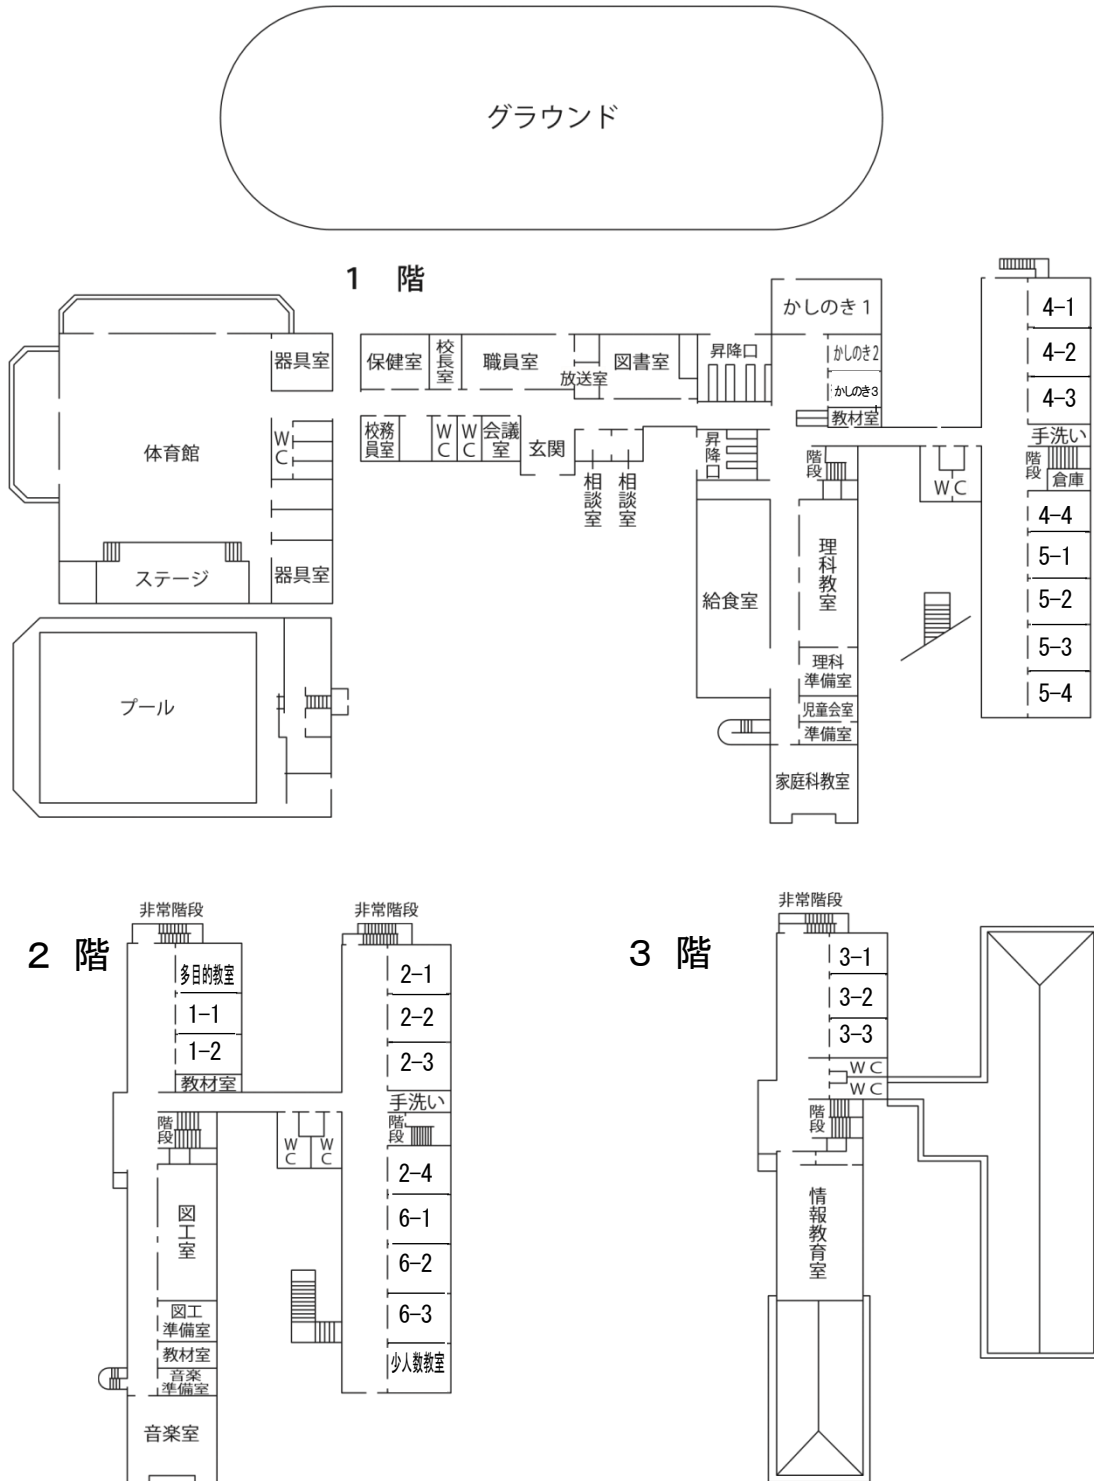 グラウンド
1 階
かしのき1
4-1
器具室
保健室
校長室
職員室
放送室
図書室
昇降口
かしのき2
4-2
かしのき3
4-3
教材室
体育館
WC
校務員室
WC
WC
会議室
玄関
相談室
相談室
昇降口
階段
手洗い
階段
倉庫
WC
4-4
理科教室
5-1
ステージ
器具室
給食室
5-2
5-3
理科準備室
5-4
プール
児童会室
準備室
家庭科教室
2 階
非常階段
非常階段
多目的教室
2-1
1-1
2-2
1-2
2-3
教材室
手洗い
階段
WC
WC
階段
2-4
図工室
6-1
6-2
図工準備室
6-3
教材室
少人数教室
音楽準備室
音楽室
3 階
非常階段
3-1
3-2
3-3
WC
WC
階段
情報教育室